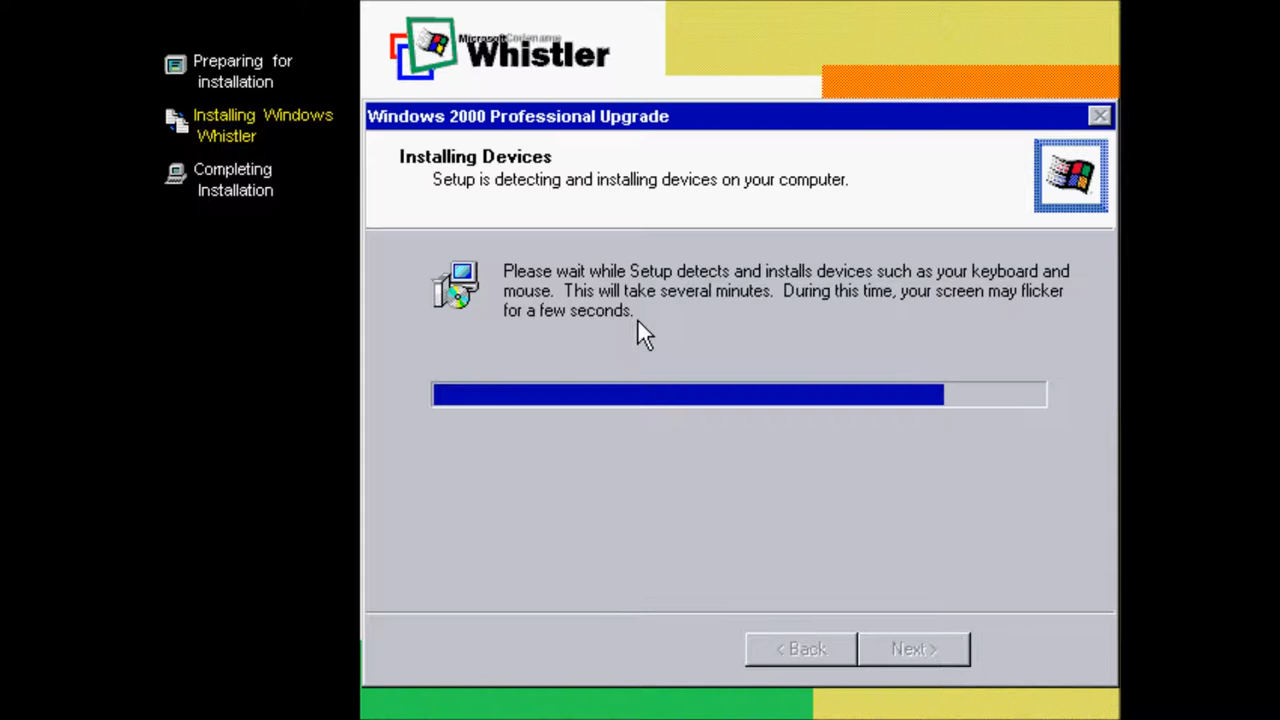 Preparing for
installation
Installing Windows
Whistler
Completing
Installation
Microsoft Codename
Whistler
Windows 2000 Professional Upgrade
Installing Devices
Setup is detecting and installing devices on your computer.
Please wait while Setup detects and installs devices such as your keyboard and
mouse. This will take several minutes. During this time, your screen may flicker
for a few seconds.
< Back
Next >